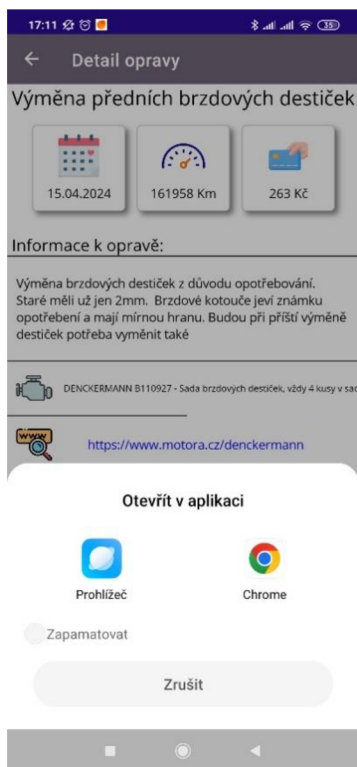 17:11
35
Detail opravy
Výměna předních brzdových destiček
15.04.2024
161958 Km
263 Kč
Informace k opravě:
Výměna brzdových destiček z důvodu opotřebování.
Staré měli už jen 2mm. Brzdové kotouče jeví známku
opotřebení a mají mírnou hranu. Budou při příští výměně
destiček potřeba vyměnit také
DENCKERMANN B110927 - Sada brzdových destiček, vždy 4 kusy v sad
WWW
https://www.motora.cz/denckermann
Otevřít v aplikaci
Prohlížeč
Chrome
Zapamatovat
Zrušit